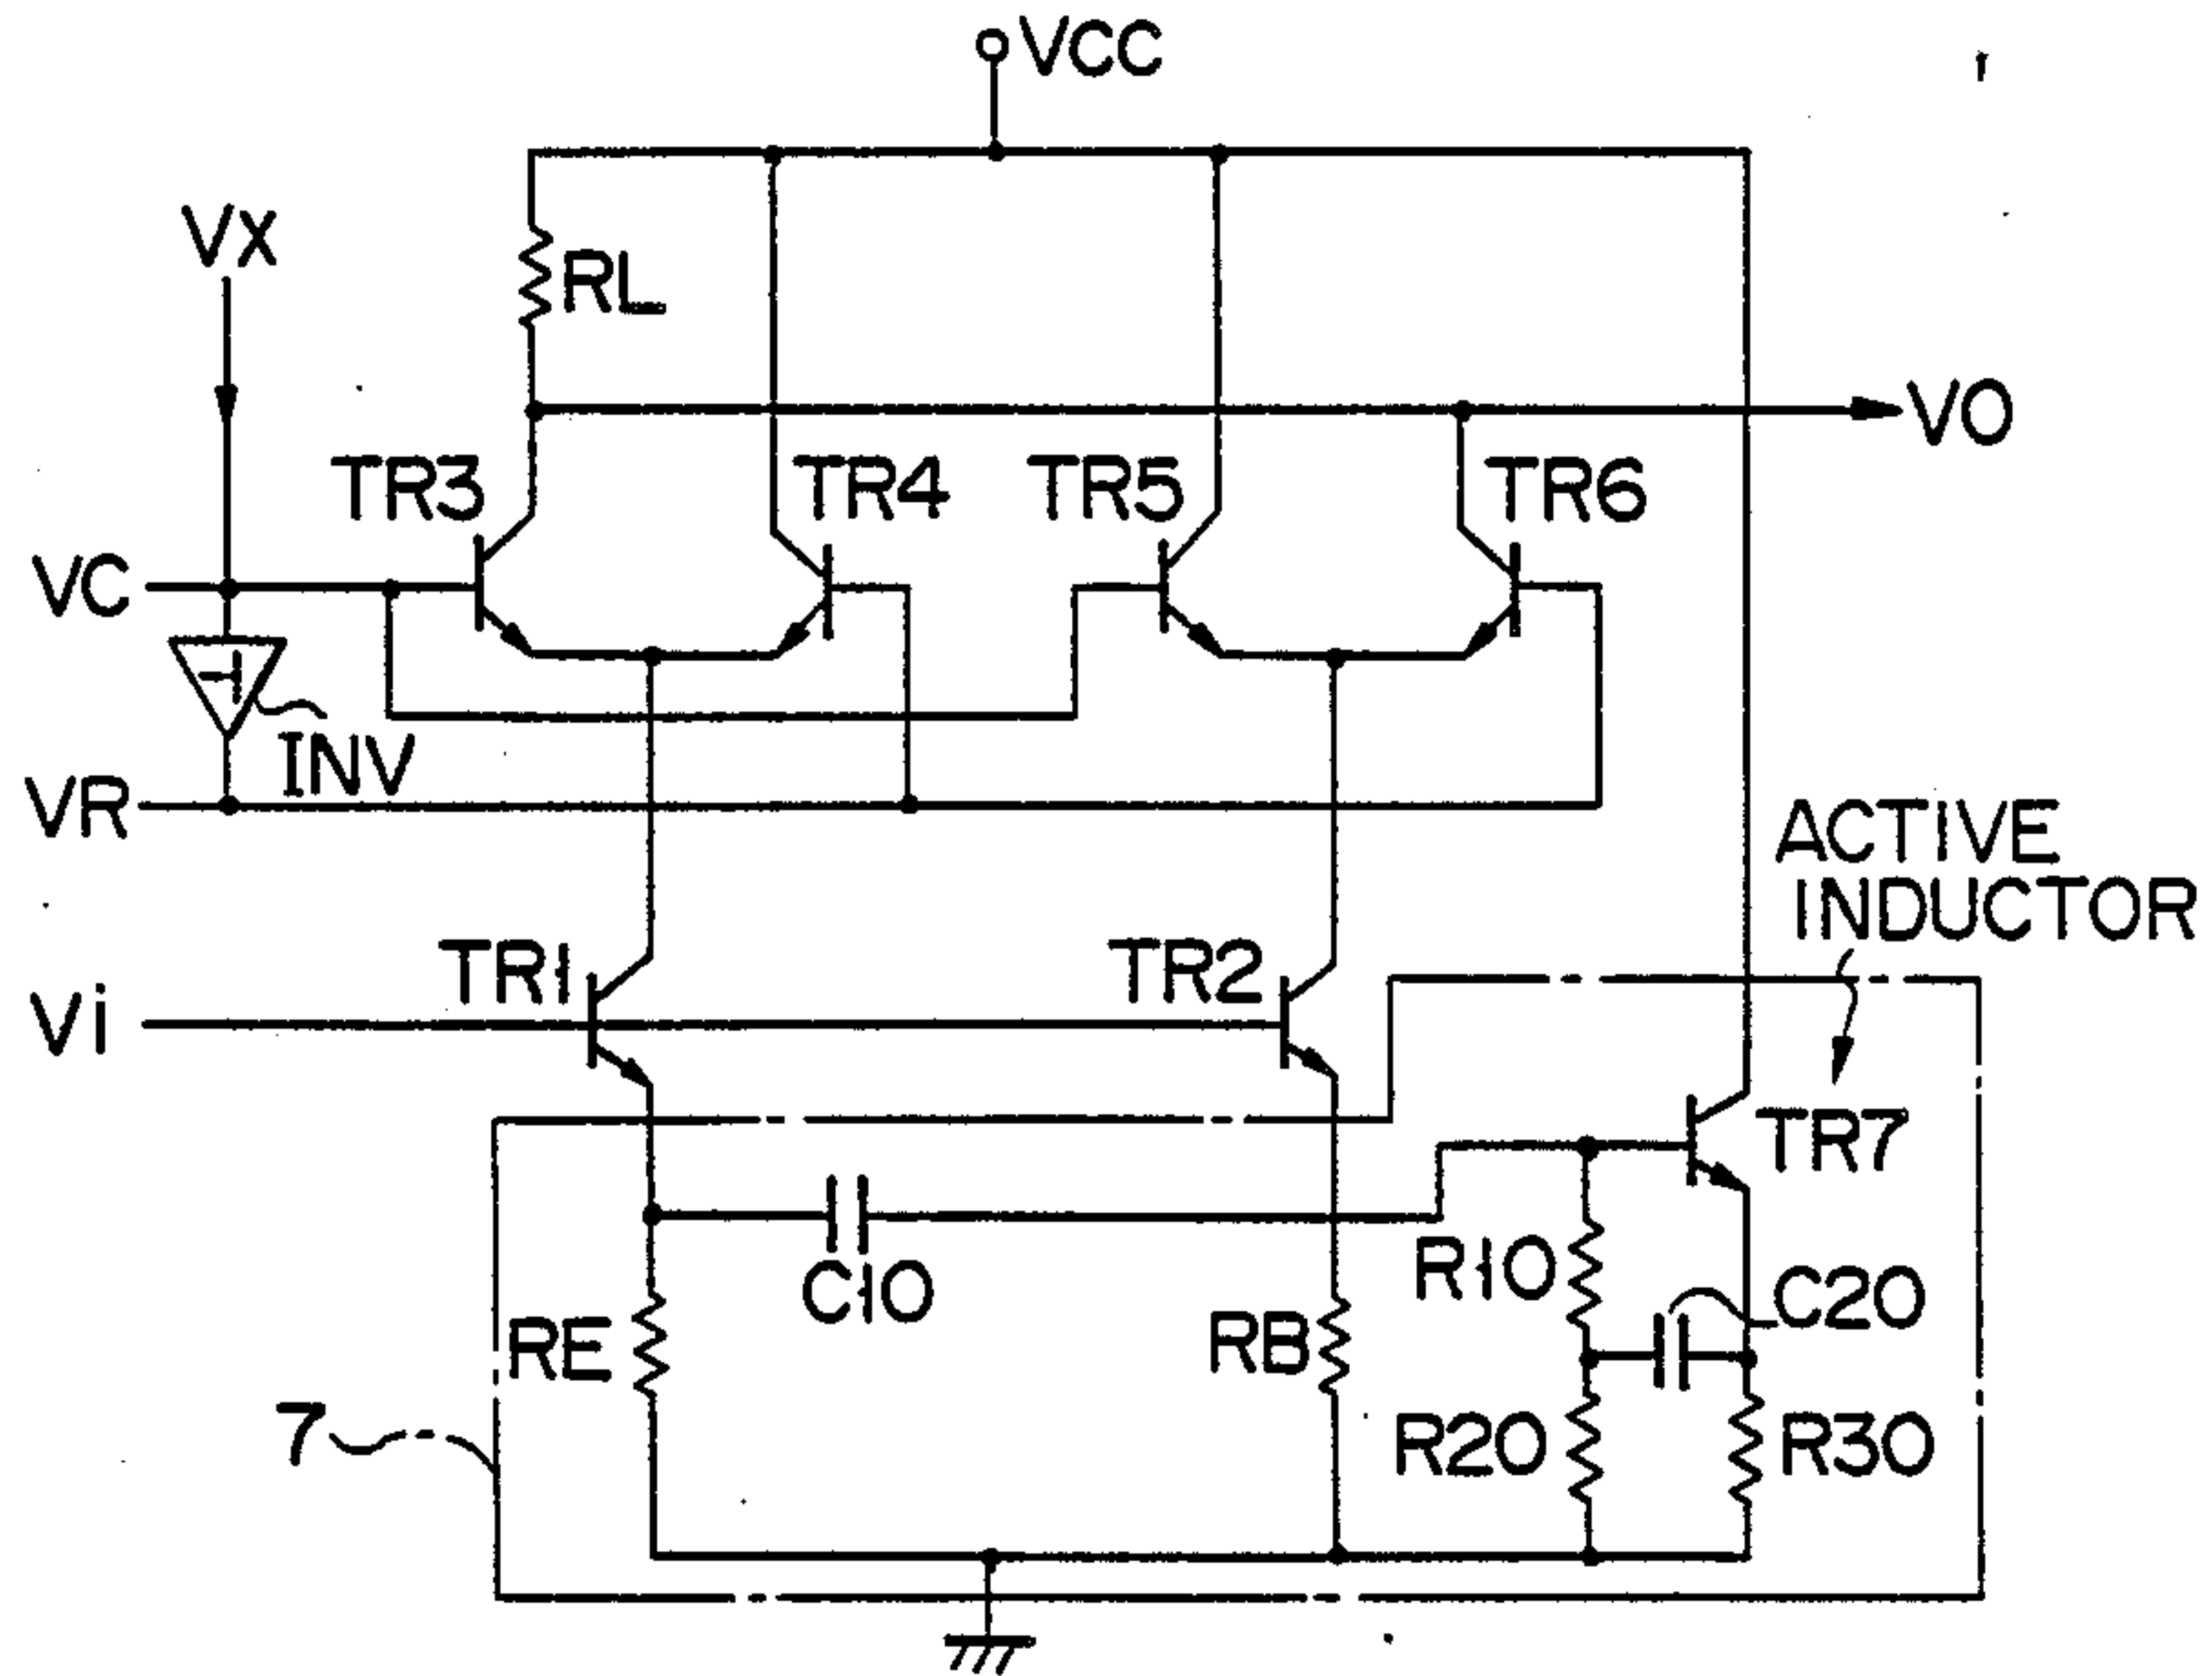 VCC
VX
RL
VO
TR3
TR4
TR5
TR6
VC
INV
VR
ACTIVE
INDUCTOR
TR1
TR2
Vi
TR7
C10
R10
C20
RE
RB
7
R20
R30